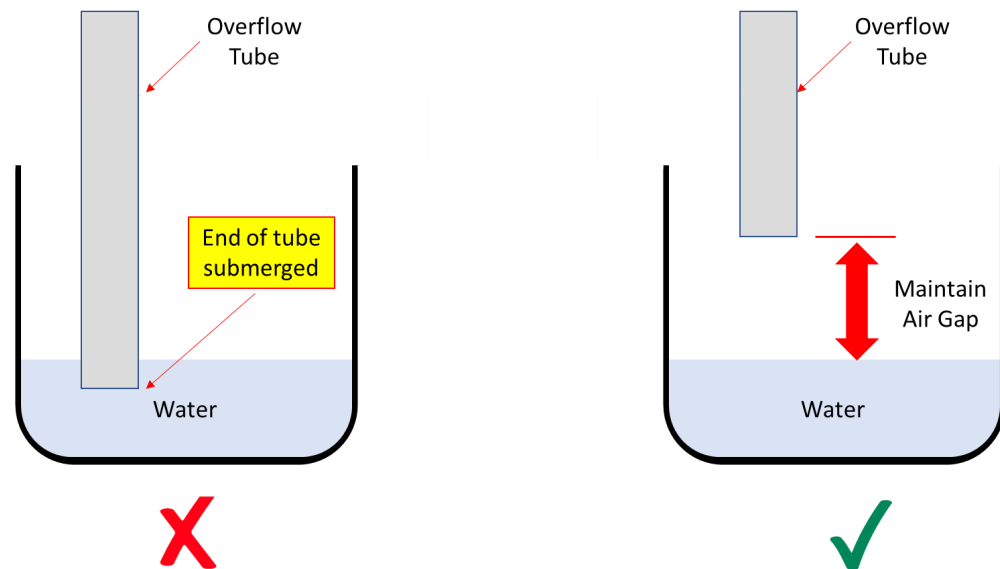 Overflow
Tube
End of tube
submerged
Water
Overflow
Tube
Maintain
Air Gap
Water